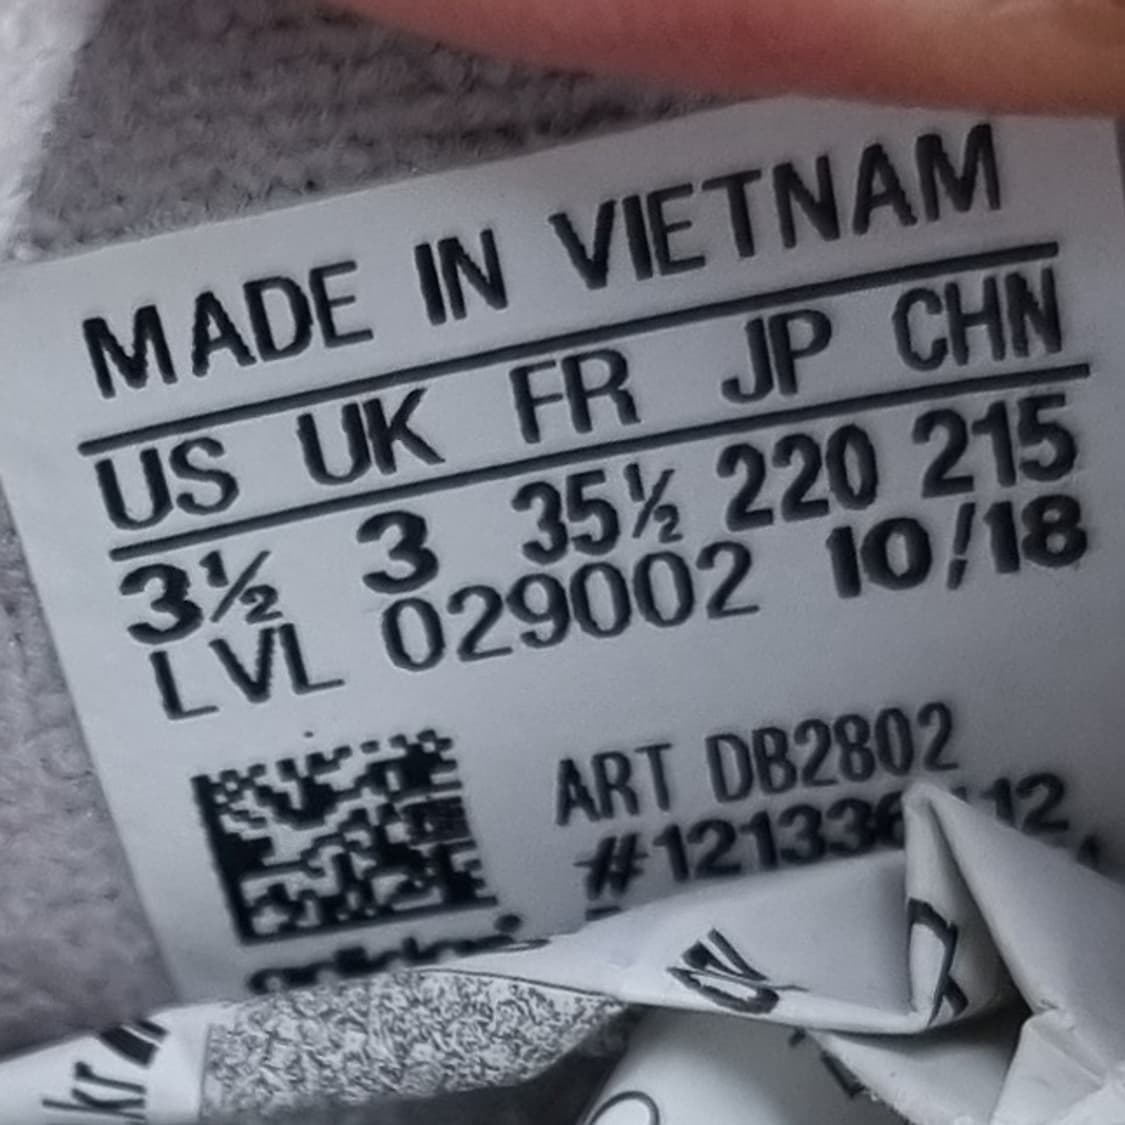 MADE IN VIETNAM
US UK FR JP CHN
3½ 3 35½ 220 215
LVL 029002 10/18
ART DB2802
adidas